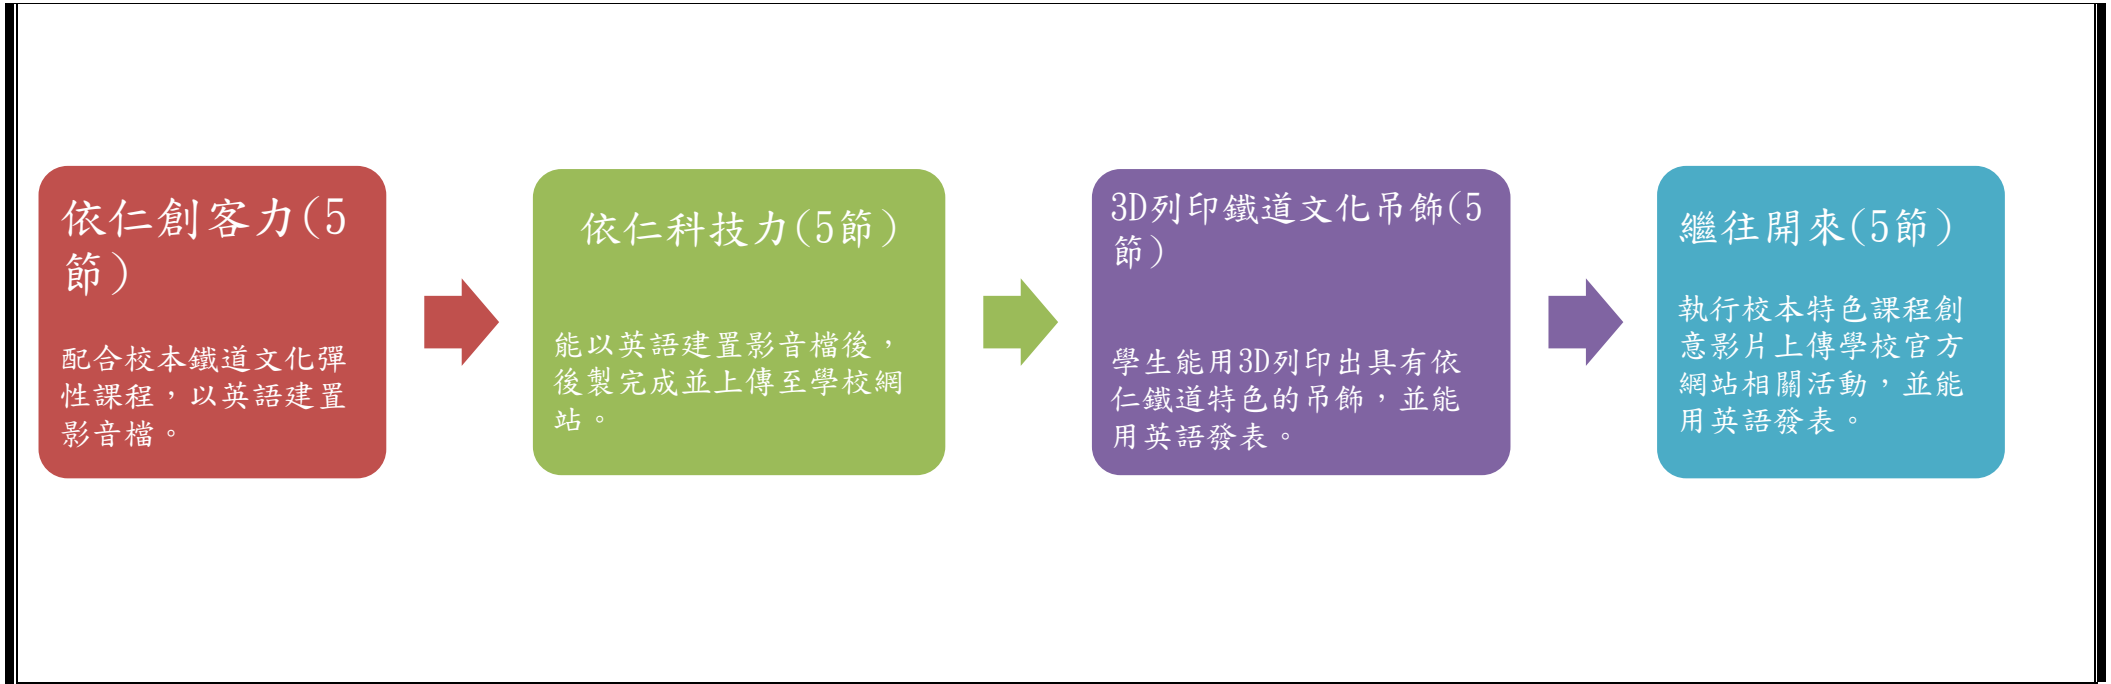 依仁創客力(5
節)
配合校本鐵道文化彈
性課程，以英語建置
影音檔。
依仁科技力(5節)
能以英語建置影音檔後，
後製完成並上傳至學校網
站。
3D列印鐵道文化吊飾(5
節)
學生能用3D列印出具有依
仁鐵道特色的吊飾，並能
用英語發表。
繼往開來(5節)
執行校本特色課程創
意影片上傳學校官方
網站相關活動，並能
用英語發表。